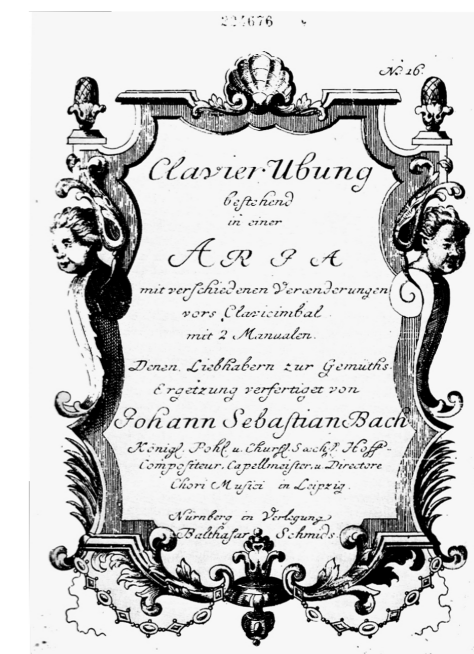 224676
No. 16.
Clavier Ubung
bestehend
in einer
ARIA
mit verschiedenen Veraenderungen
vors Clavicimbal
mit 2 Manualen.
Denen Liebhabern zur Gemüths-
Ergetzung verfertiget von
Johann Sebastian Bach
Königl. Pohl. u. Churfl. Sæchs. Hoff-
Compositeur, Capellmeister, u. Directore
Chori Musici in Leipzig.
Nürnberg in Verlegung
Balthasar Schmids